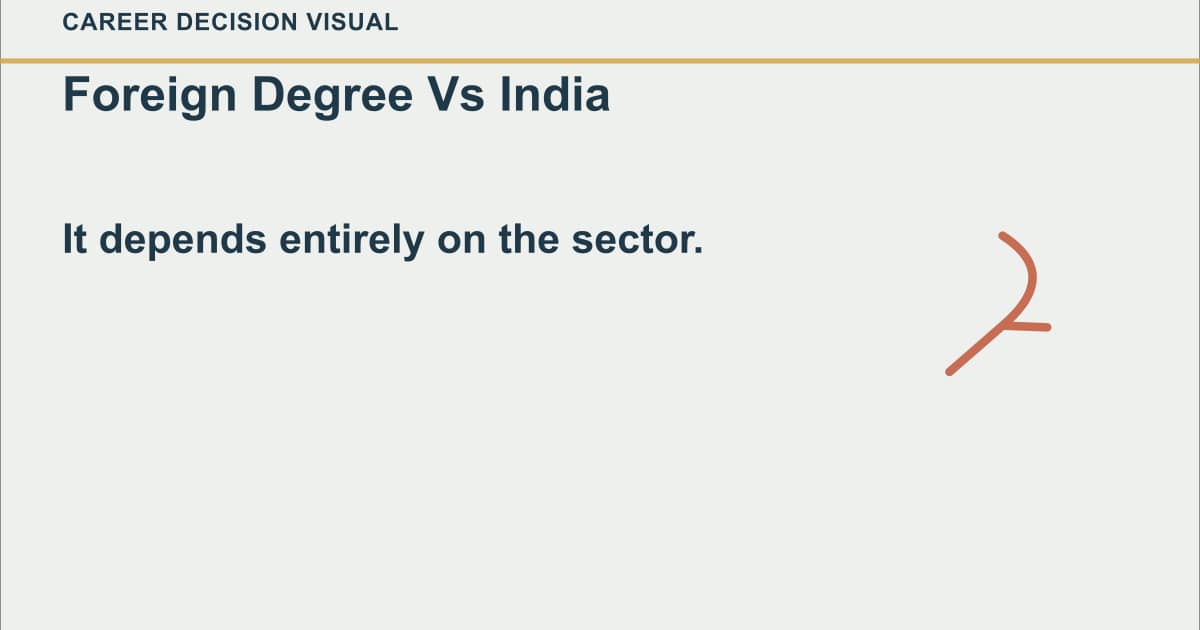 CAREER DECISION VISUAL
Foreign Degree Vs India
It depends entirely on the sector.